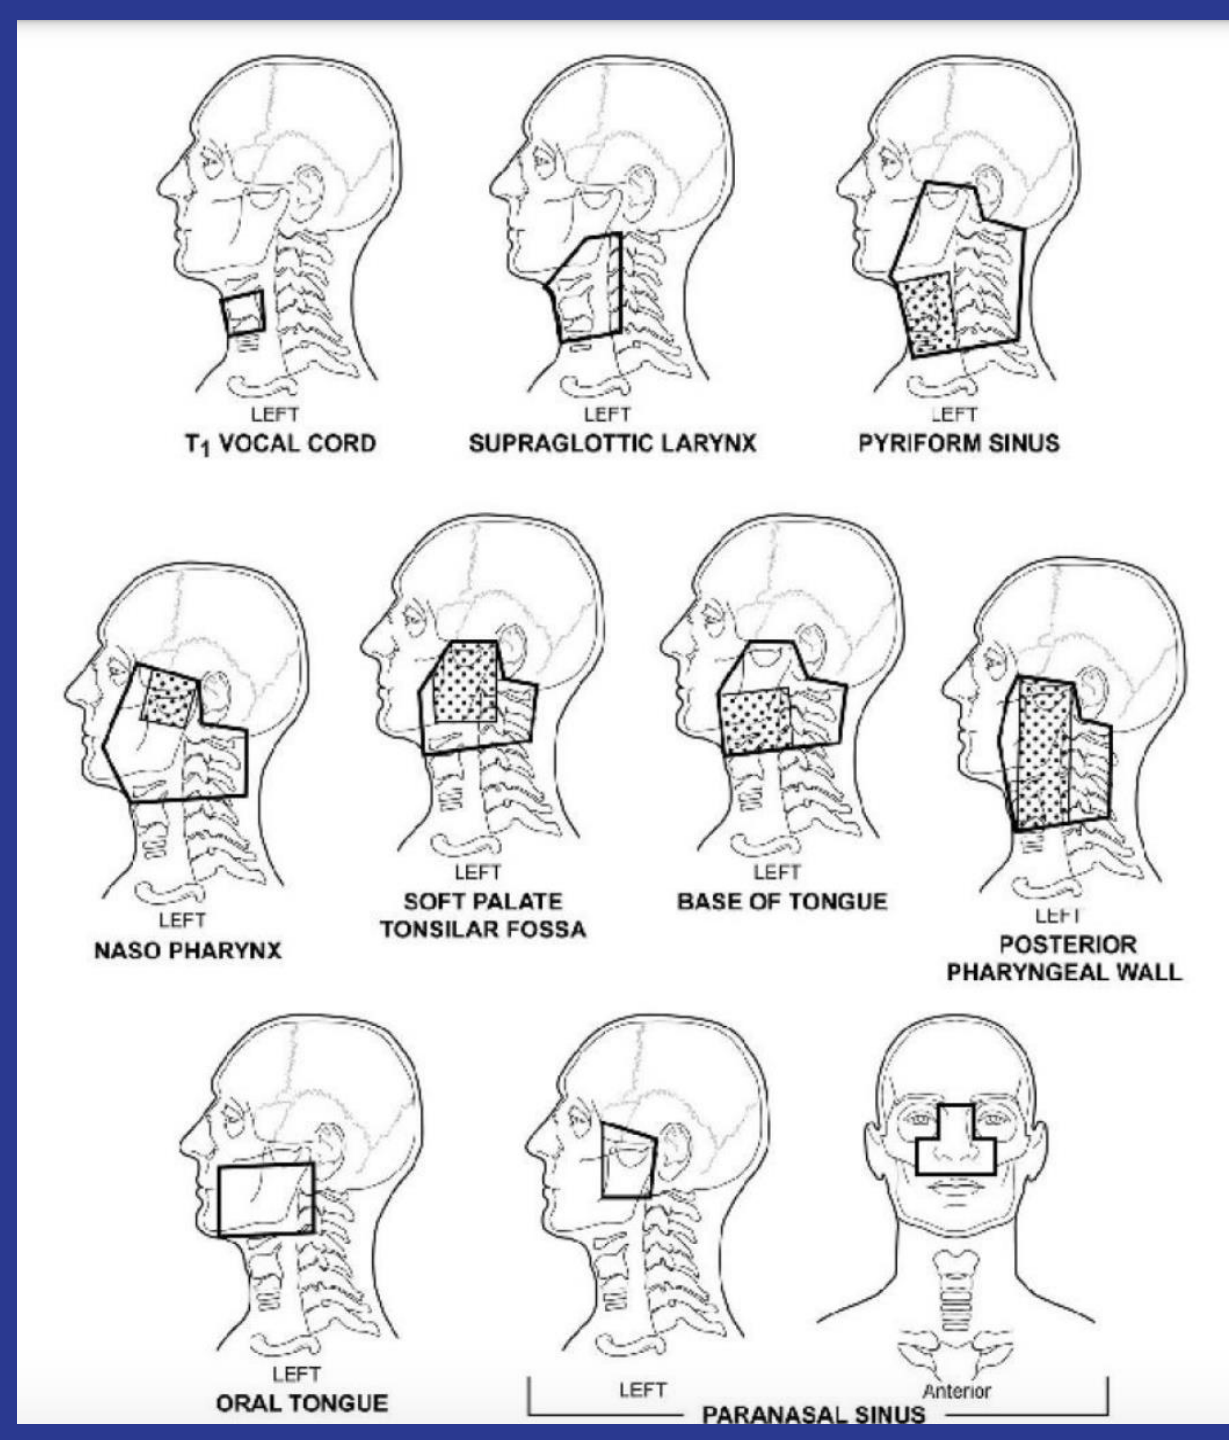 LEFT
T1 VOCAL CORD
LEFT
SUPRAGLOTTIC LARYNX
LEFT
PYRIFORM SINUS
LEFT
NASO PHARYNX
LEFT
SOFT PALATE
TONSILAR FOSSA
LEFT
BASE OF TONGUE
LEFT
POSTERIOR
PHARYNGEAL WALL
LEFT
ORAL TONGUE
LEFT
Anterior
PARANASAL SINUS